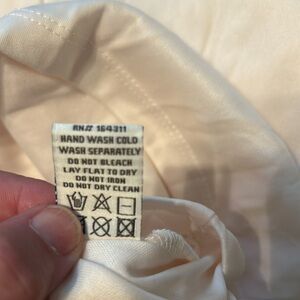 RN# 164311
HAND WASH COLD
WASH SEPARATELY
DO NOT BLEACH
LAY FLAT TO DRY
DO NOT IRON
DO NOT DRY CLEAN